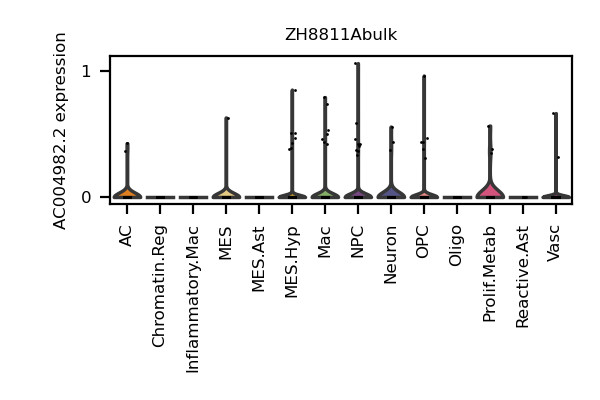 ZH8811Abulk
AC004982.2 expression
1
0
AC
Chromatin.Reg
Inflammatory.Mac
MES
MES.Ast
MES.Hyp
Mac
NPC
Neuron
OPC
Oligo
Prolif.Metab
Reactive.Ast
Vasc